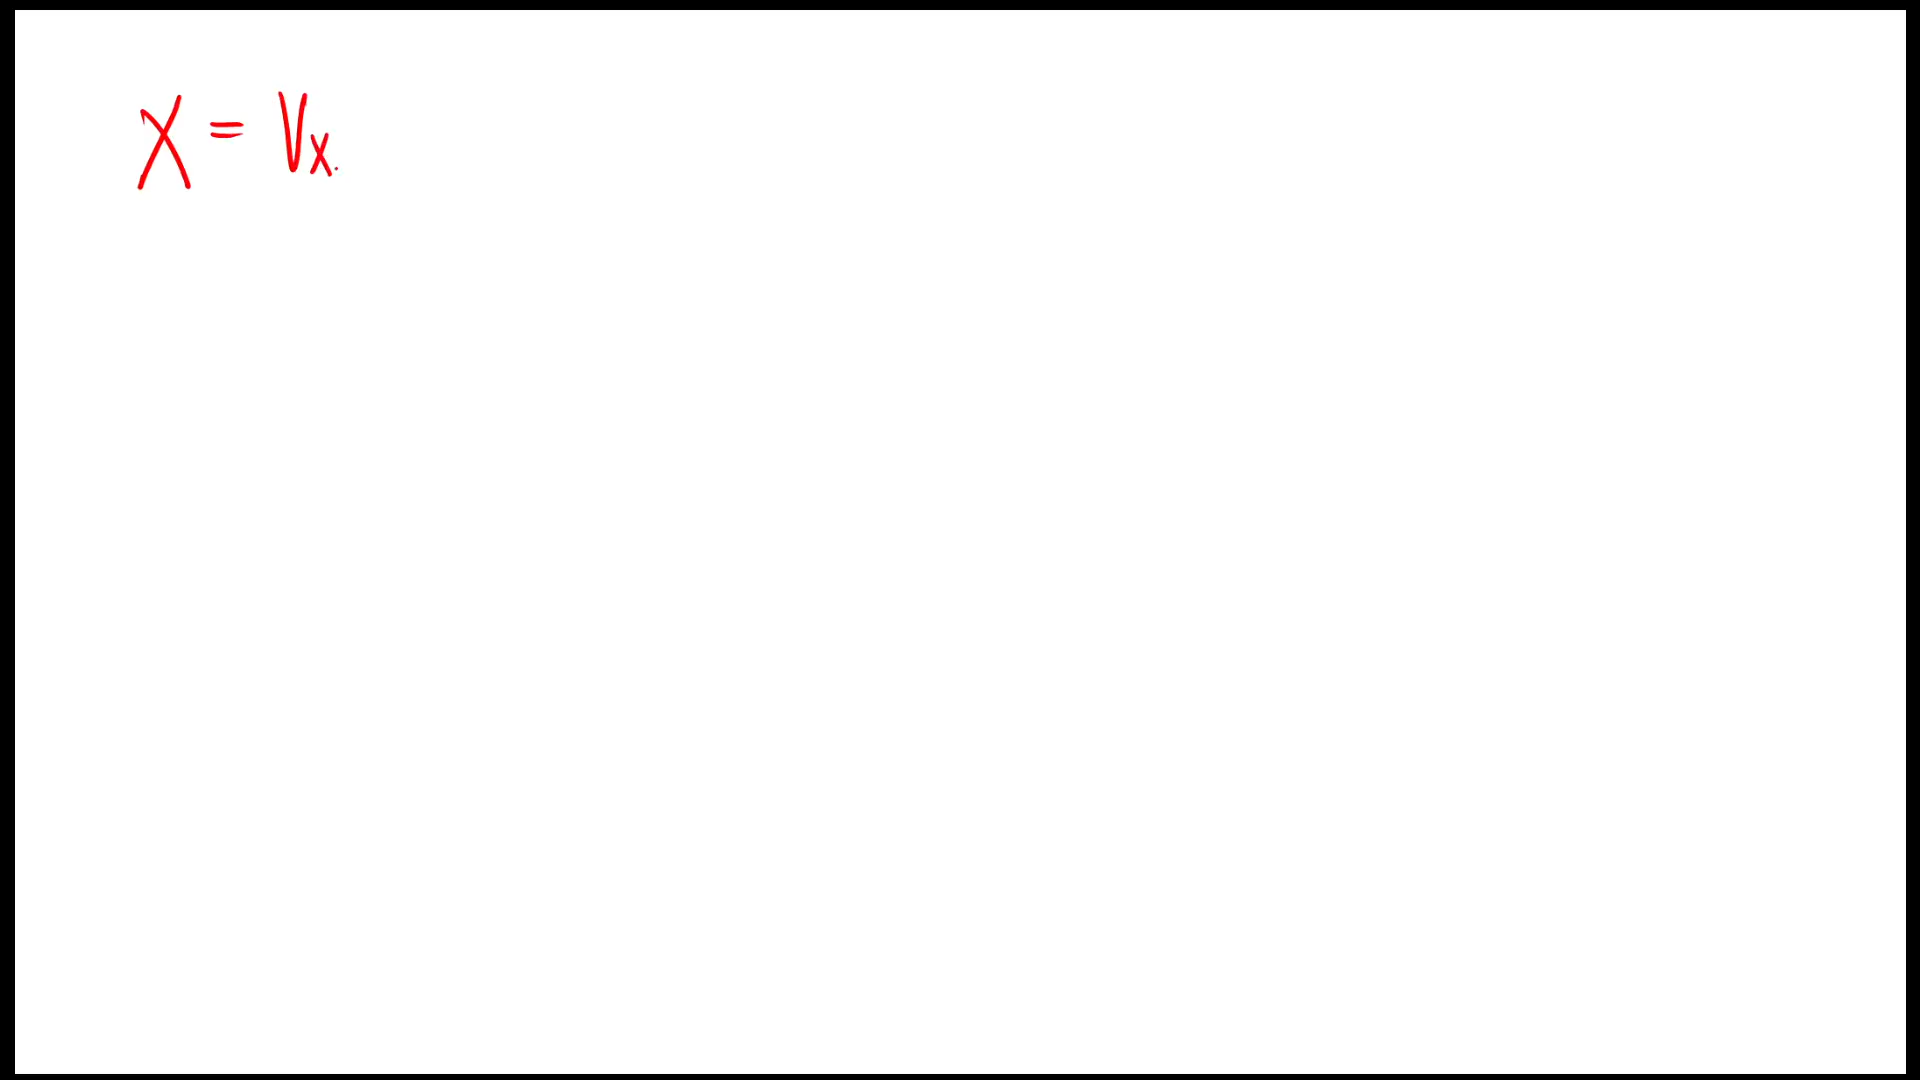 X = Vx.